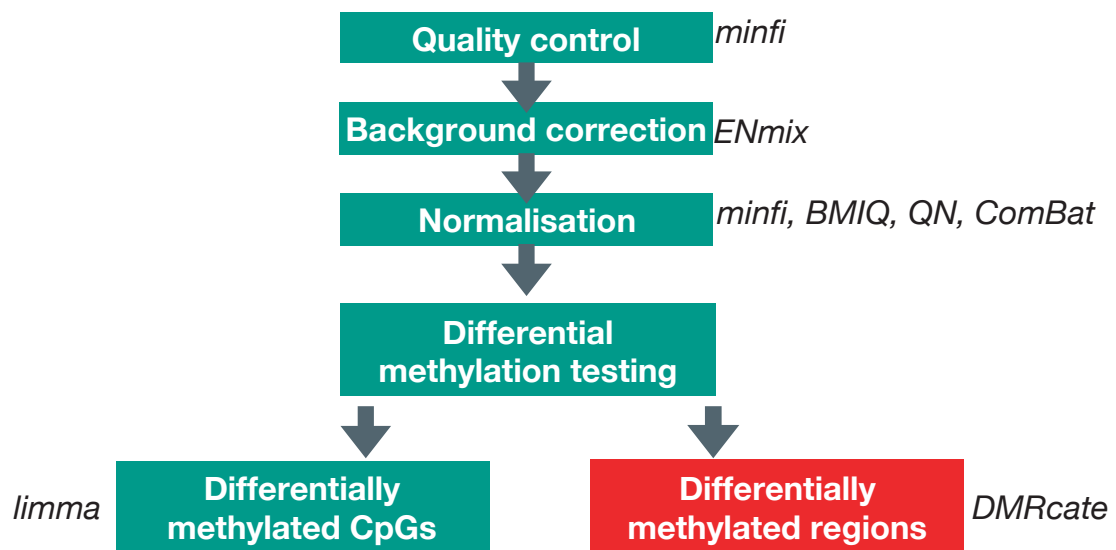 Quality control
minfi
Background correction
ENmix
Normalisation
minfi, BMIQ, QN, ComBat
Differential
methylation testing
limma
Differentially
methylated CpGs
Differentially
methylated regions
DMRcate